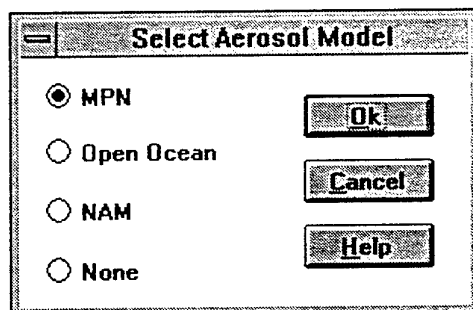 Select Aerosol Model
MPN
Open Ocean
NAM
None
Ok
Cancel
Help